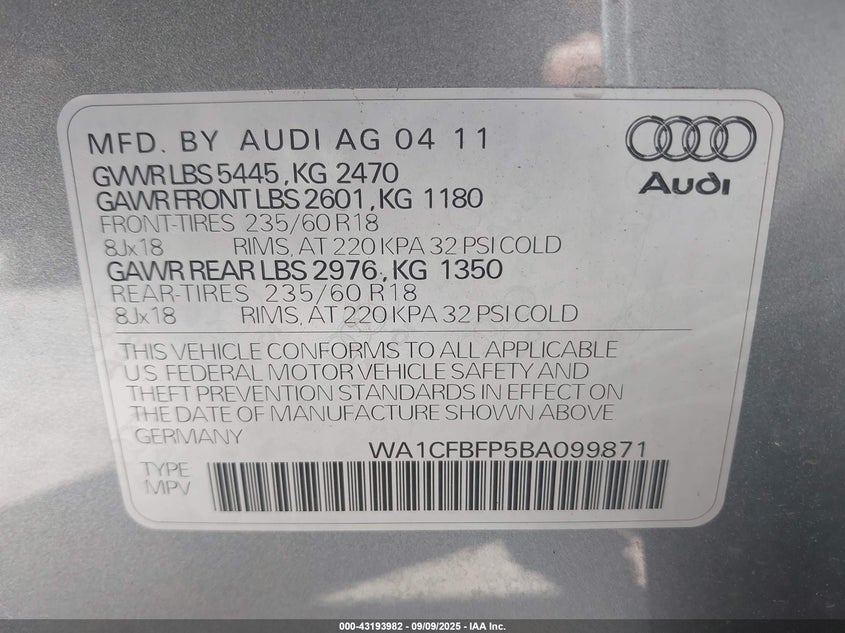 MFD. BY AUDI AG 04 11
GVWR LBS 5445, KG 2470
GAWR FRONT LBS 2601, KG 1180
FRONT-TIRES 235/60 R18
8Jx18 RIMS, AT 220 KPA 32 PSI COLD
GAWR REAR LBS 2976, KG 1350
REAR-TIRES 235/60 R18
8Jx18 RIMS, AT 220 KPA 32 PSI COLD
Audi
THIS VEHICLE CONFORMS TO ALL APPLICABLE
U.S. FEDERAL MOTOR VEHICLE SAFETY AND
THEFT PREVENTION STANDARDS IN EFFECT ON
THE DATE OF MANUFACTURE SHOWN ABOVE
GERMANY WA1CFBFP5BA099871
TYPE
MPV
000-43193982 - 09/09/2025 - IAA Inc.